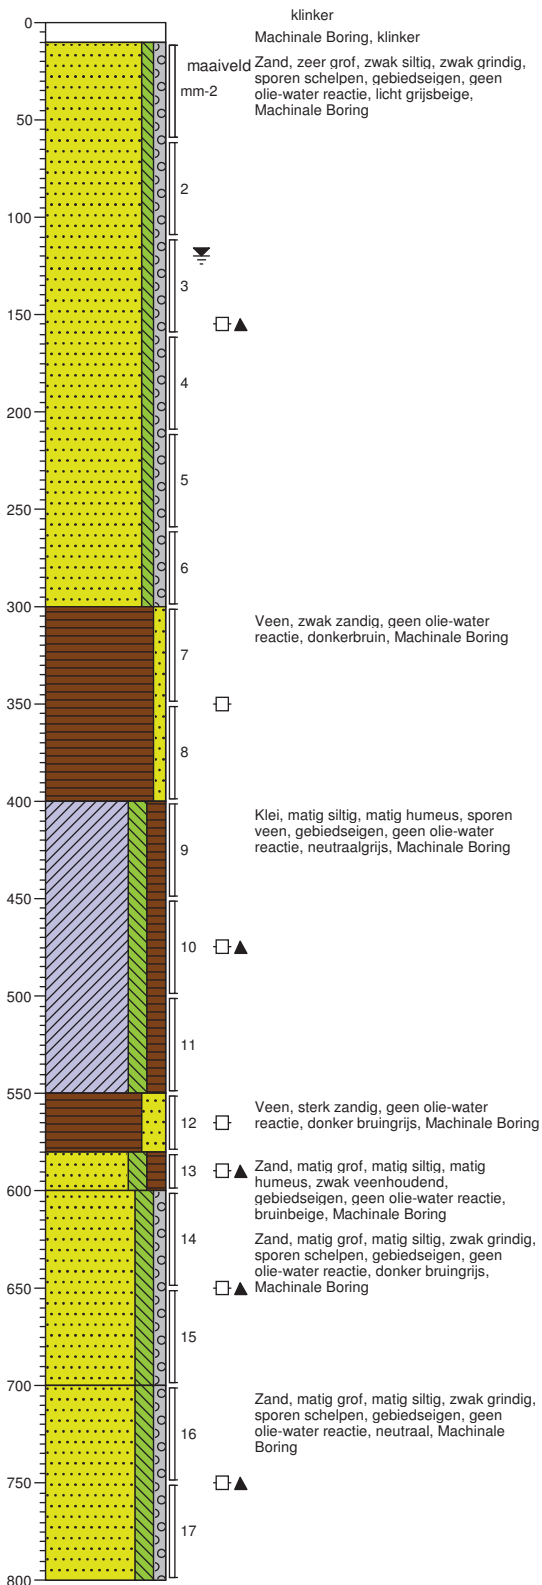 klinker
0
Machinale Boring, klinker
maaiveld
Zand, zeer grof, zwak siltig, zwak grindig,
sporen schelpen, gebiedseigen, geen
olie-water reactie, licht grijsbeige,
Machinale Boring
mm-2
50
2
100
3
150
4
200
5
250
6
300
Veen, zwak zandig, geen olie-water
reactie, donkerbruin, Machinale Boring
7
350
8
400
Klei, matig siltig, matig humeus, sporen
veen, gebiedseigen, geen olie-water
reactie, neutraalgrijs, Machinale Boring
9
450
10
500
11
550
Veen, sterk zandig, geen olie-water
reactie, donker bruingrijs, Machinale Boring
12
Zand, matig grof, matig siltig, matig
humeus, zwak veenhoudend,
gebiedseigen, geen olie-water reactie,
bruinbeige, Machinale Boring
13
600
Zand, matig grof, matig siltig, zwak grindig,
sporen schelpen, gebiedseigen, geen
olie-water reactie, donker bruingrijs,
Machinale Boring
14
650
15
700
Zand, matig grof, matig siltig, zwak grindig,
sporen schelpen, gebiedseigen, geen
olie-water reactie, neutraal, Machinale
Boring
16
750
17
800